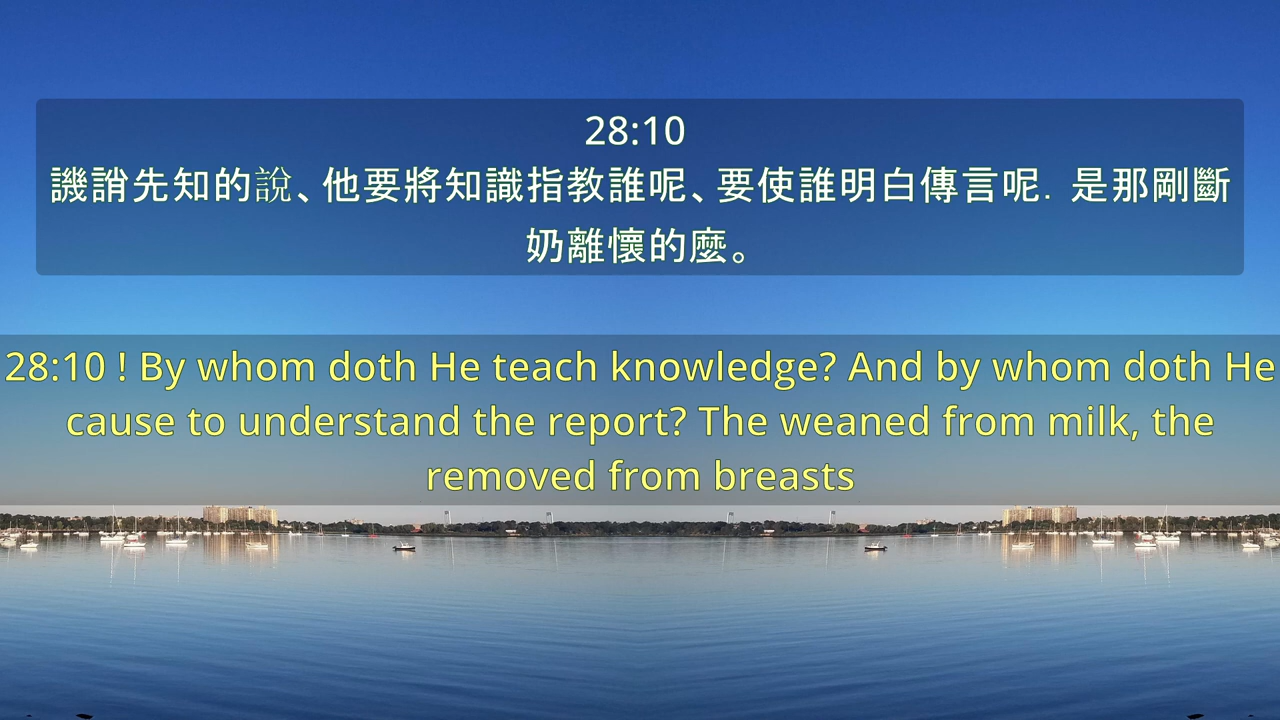 28:10
譏誚先知的說、他要將知識指教誰呢、要使誰明白傳言呢．是那剛斷
奶離懷的麼。
28:10 ! By whom doth He teach knowledge? And by whom doth He
cause to understand the report? The weaned from milk, the
removed from breasts